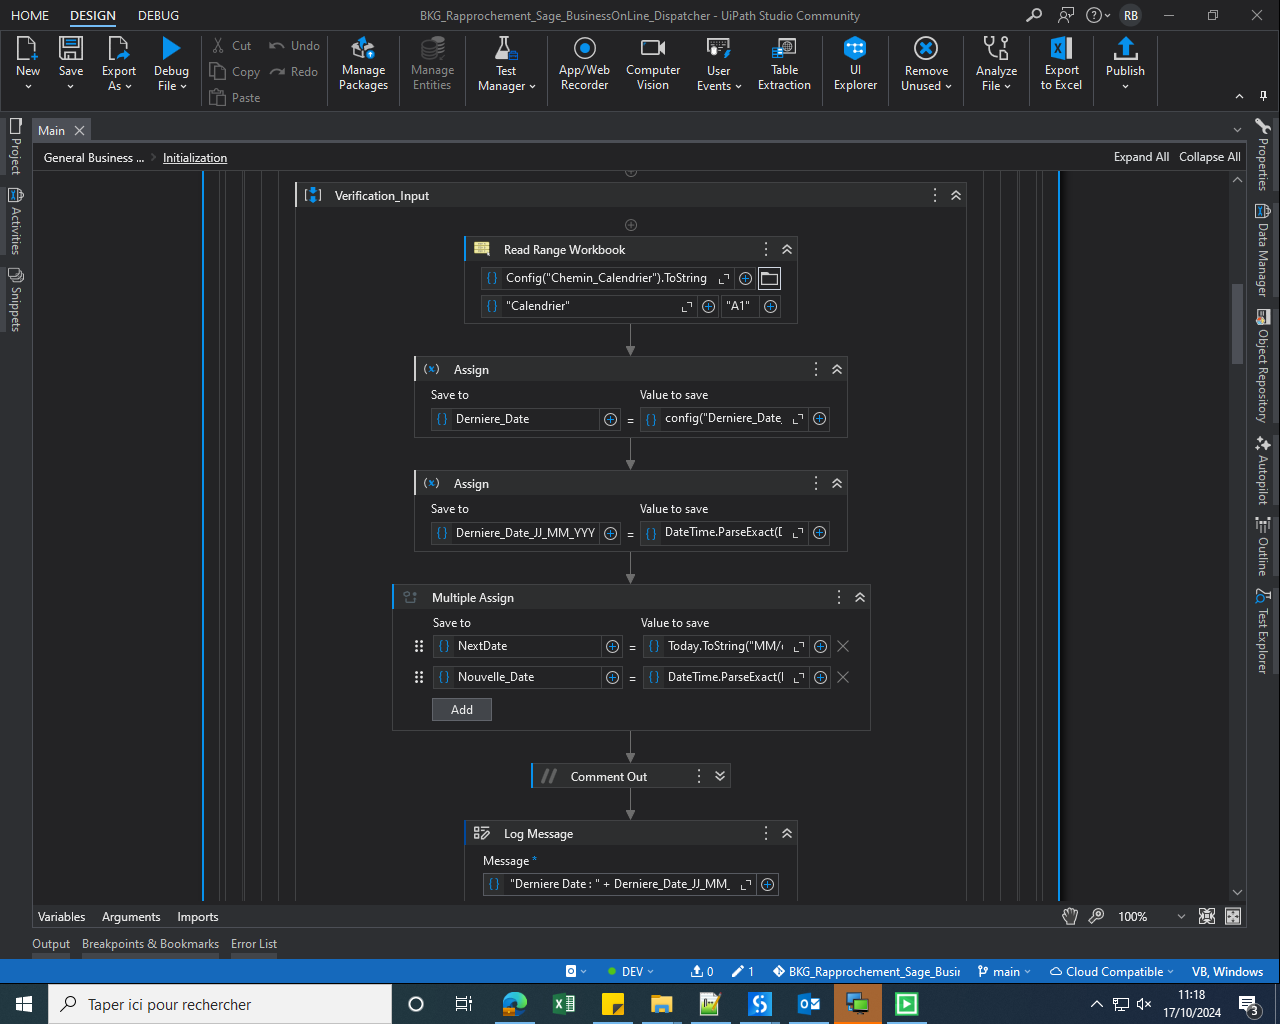 HOME DESIGN DEBUG BKG_Rapprochement_Sage_BusinessOnLine_Dispatcher - UiPath Studio Community RB
New Save Export As Debug File Cut Copy Paste Undo Redo Manage Packages Manage Entities Test Manager App/Web Recorder Computer Vision User Events Table Extraction UI Explorer Remove Unused Analyze File Export to Excel Publish
Main
General Business ... Initialization Expand All Collapse All
Project
Activities
Snippets
Verification_Input
Read Range Workbook
Config("Chemin_Calendrier").ToString
"Calendrier" "A1"
Assign
Save to Value to save
Derniere_Date = config("Derniere_Date_
Assign
Save to Value to save
Derniere_Date_JJ_MM_YYY = DateTime.ParseExact(
Multiple Assign
Save to Value to save
NextDate = Today.ToString("MM/
Nouvelle_Date = DateTime.ParseExact(
Add
// Comment Out
Log Message
Message *
"Derniere Date : " + Derniere_Date_JJ_MM_
Properties
Data Manager
Object Repository
Autopilot
Outline
Test Explorer
Variables Arguments Imports 100%
Output Breakpoints & Bookmarks Error List
DEV 0 1 BKG_Rapprochement_Sage_Busir main Cloud Compatible VB, Windows
Taper ici pour rechercher
11:18
17/10/2024
3